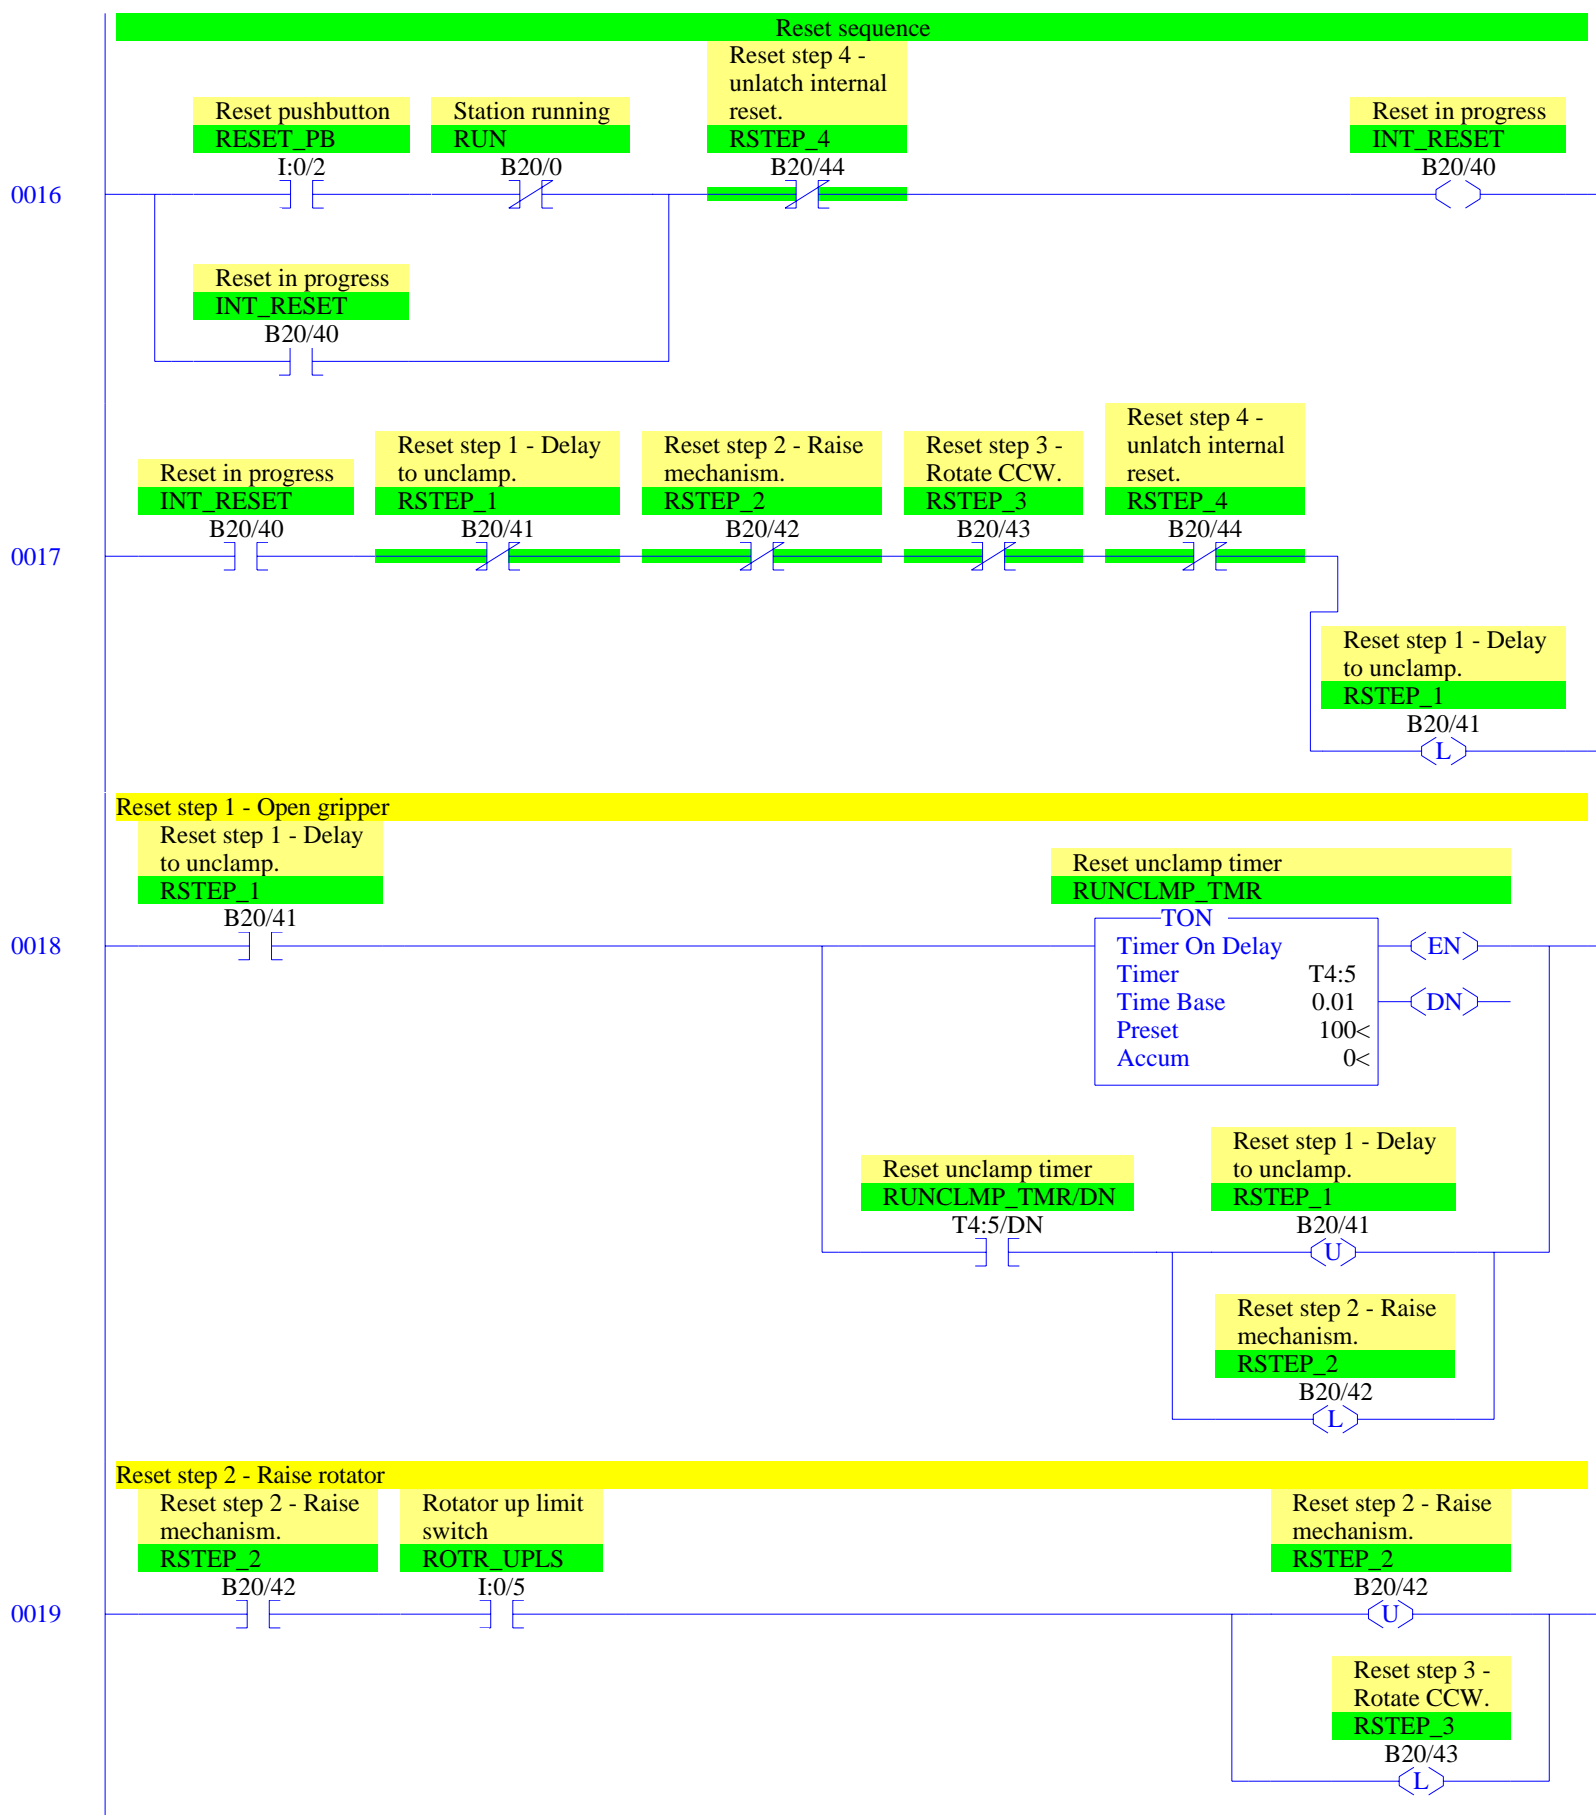 Reset sequence
Reset step 4 -
unlatch internal
reset.
RSTEP_4
B20/44
Reset pushbutton
RESET_PB
I:0/2
Station running
RUN
B20/0
Reset in progress
INT_RESET
B20/40
0016
Reset in progress
INT_RESET
B20/40
Reset in progress
INT_RESET
B20/40
Reset step 1 - Delay
to unclamp.
RSTEP_1
B20/41
Reset step 2 - Raise
mechanism.
RSTEP_2
B20/42
Reset step 3 -
Rotate CCW.
RSTEP_3
B20/43
Reset step 4 -
unlatch internal
reset.
RSTEP_4
B20/44
0017
Reset step 1 - Delay
to unclamp.
RSTEP_1
B20/41
L
Reset step 1 - Open gripper
Reset step 1 - Delay
to unclamp.
RSTEP_1
B20/41
0018
Reset unclamp timer
RUNCLMP_TMR
TON
Timer On Delay
Timer T4:5
Time Base 0.01
Preset 100<
Accum 0<
EN
DN
Reset unclamp timer
RUNCLMP_TMR/DN
T4:5/DN
Reset step 1 - Delay
to unclamp.
RSTEP_1
B20/41
U
Reset step 2 - Raise
mechanism.
RSTEP_2
B20/42
L
Reset step 2 - Raise rotator
Reset step 2 - Raise
mechanism.
RSTEP_2
B20/42
Rotator up limit
switch
ROTR_UPLS
I:0/5
Reset step 2 - Raise
mechanism.
RSTEP_2
B20/42
0019
U
Reset step 3 -
Rotate CCW.
RSTEP_3
B20/43
L